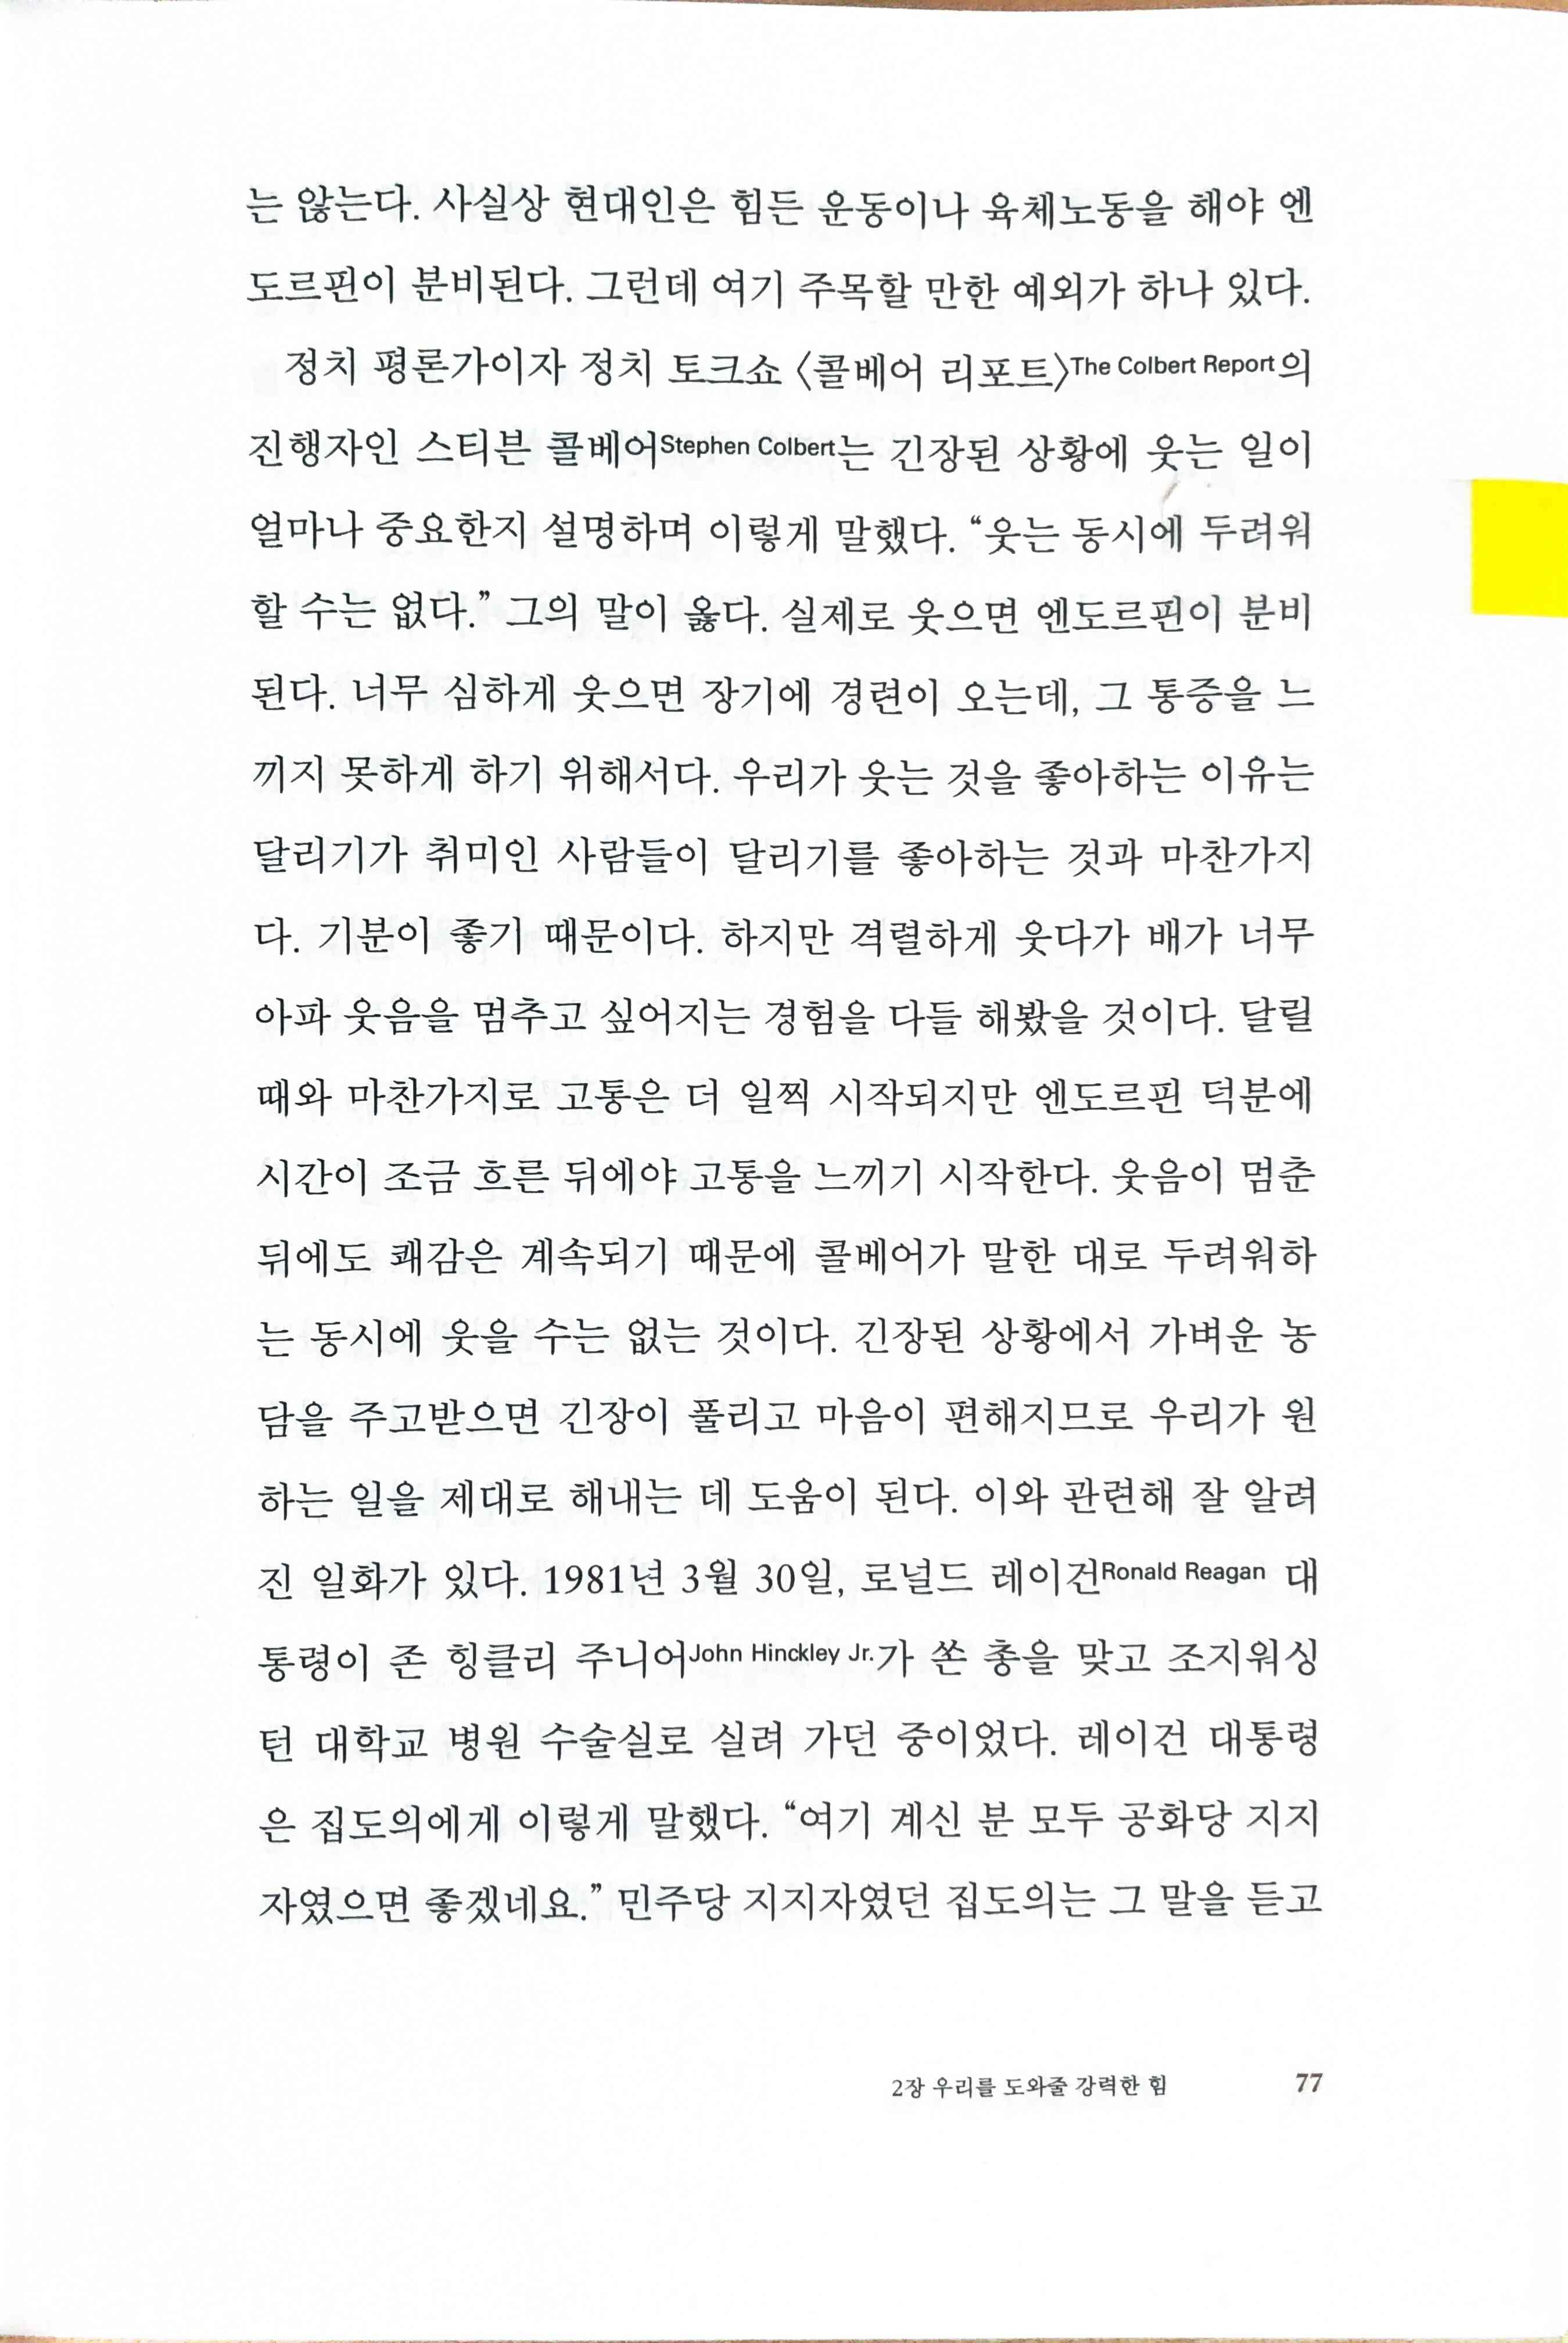 는 않는다. 사실상 현대인은 힘든 운동이나 육체노동을 해야 엔
도르핀이 분비된다. 그런데 여기 주목할 만한 예외가 하나 있다.
정치 평론가이자 정치 토크쇼 〈콜베어 리포트〉The Colbert Report의
진행자인 스티븐 콜베어Stephen Colbert는 긴장된 상황에 웃는 일이
얼마나 중요한지 설명하며 이렇게 말했다. “웃는 동시에 두려워
할 수는 없다.” 그의 말이 옳다. 실제로 웃으면 엔도르핀이 분비
된다. 너무 심하게 웃으면 장기에 경련이 오는데, 그 통증을 느
끼지 못하게 하기 위해서다. 우리가 웃는 것을 좋아하는 이유는
달리기가 취미인 사람들이 달리기를 좋아하는 것과 마찬가지
다. 기분이 좋기 때문이다. 하지만 격렬하게 웃다가 배가 너무
아파 웃음을 멈추고 싶어지는 경험을 다들 해봤을 것이다. 달릴
때와 마찬가지로 고통은 더 일찍 시작되지만 엔도르핀 덕분에
시간이 조금 흐른 뒤에야 고통을 느끼기 시작한다. 웃음이 멈춘
뒤에도 쾌감은 계속되기 때문에 콜베어가 말한 대로 두려워하
는 동시에 웃을 수는 없는 것이다. 긴장된 상황에서 가벼운 농
담을 주고받으면 긴장이 풀리고 마음이 편해지므로 우리가 원
하는 일을 제대로 해내는 데 도움이 된다. 이와 관련해 잘 알려
진 일화가 있다. 1981년 3월 30일, 로널드 레이건Ronald Reagan 대
통령이 존 힝클리 주니어John Hinckley Jr.가 쏜 총을 맞고 조지워싱
턴 대학교 병원 수술실로 실려 가던 중이었다. 레이건 대통령
은 집도의에게 이렇게 말했다. “여기 계신 분 모두 공화당 지지
자였으면 좋겠네요.” 민주당 지지자였던 집도의는 그 말을 듣고
2장 우리를 도와줄 강력한 힘 77